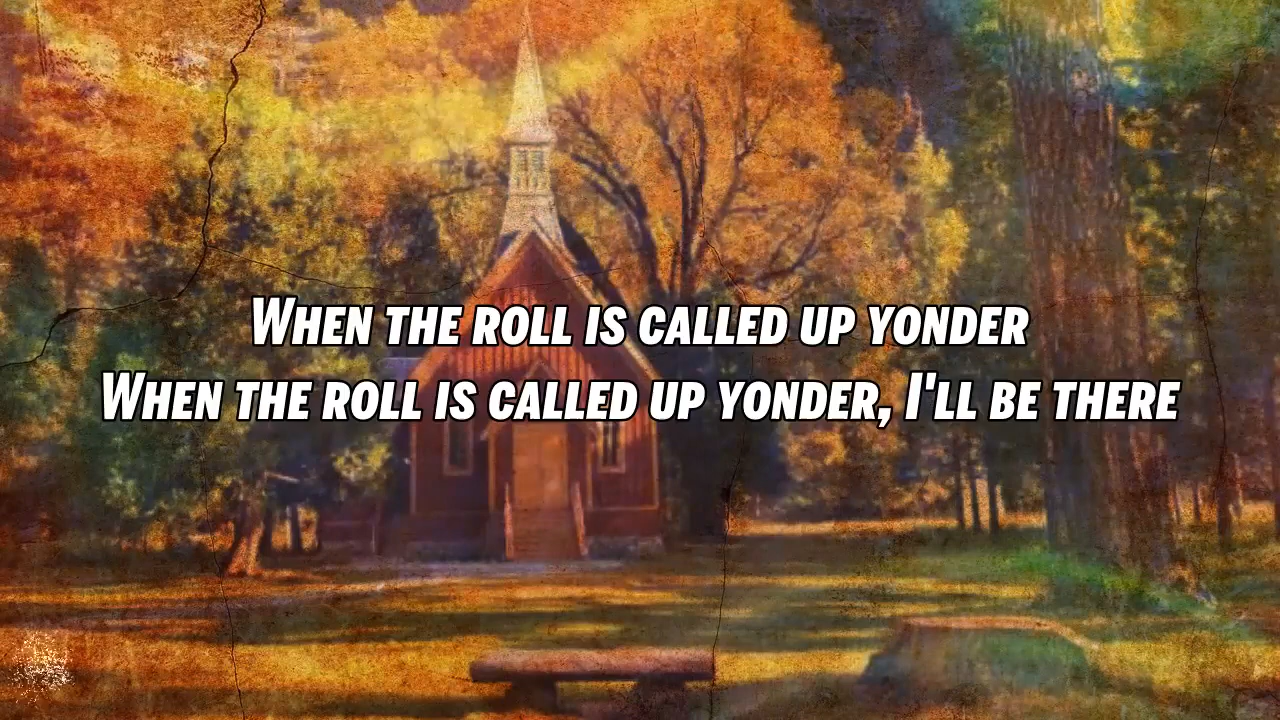 When the roll is called up yonder
When the roll is called up yonder, I'll be there